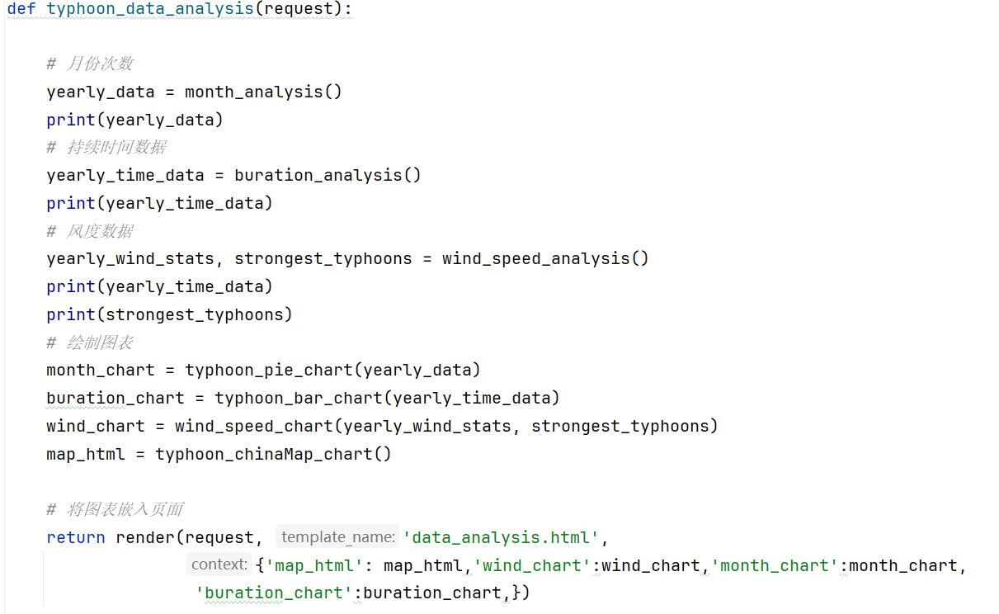 def typhoon_data_analysis(request):
# 月份次数
yearly_data = month_analysis()
print(yearly_data)
# 持续时间数据
yearly_time_data = buration_analysis()
print(yearly_time_data)
# 风度数据
yearly_wind_stats, strongest_typhoons = wind_speed_analysis()
print(yearly_time_data)
print(strongest_typhoons)
# 绘制图表
month_chart = typhoon_pie_chart(yearly_data)
buration_chart = typhoon_bar_chart(yearly_time_data)
wind_chart = wind_speed_chart(yearly_wind_stats, strongest_typhoons)
map_html = typhoon_chinaMap_chart()
# 将图表嵌入页面
return render(request, template_name: 'data_analysis.html',
context: {'map_html': map_html,'wind_chart':wind_chart,'month_chart':month_chart,
'buration_chart':buration_chart,})